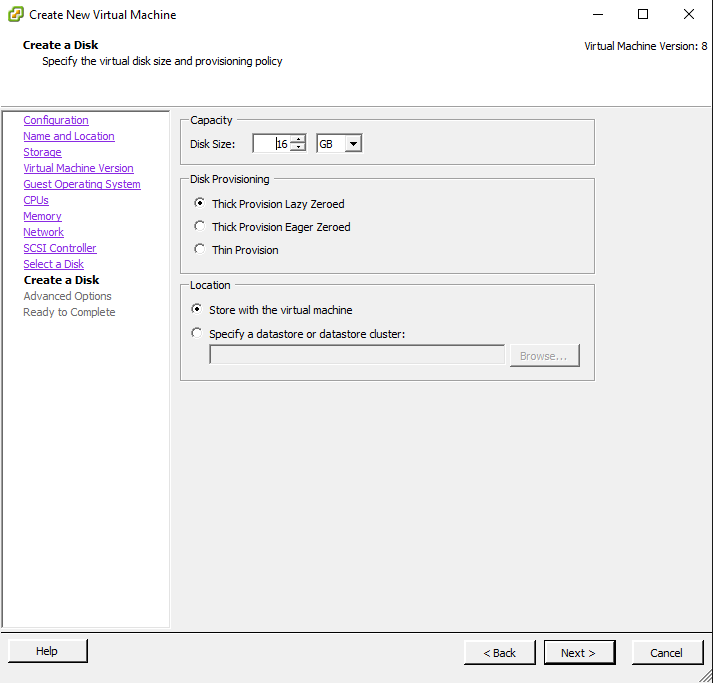 Create New Virtual Machine
Create a Disk
Specify the virtual disk size and provisioning policy
Virtual Machine Version: 8
Configuration
Name and Location
Storage
Virtual Machine Version
Guest Operating System
CPUs
Memory
Network
SCSI Controller
Select a Disk
Create a Disk
Advanced Options
Ready to Complete
Capacity
Disk Size: 16 GB
Disk Provisioning
Thick Provision Lazy Zeroed
Thick Provision Eager Zeroed
Thin Provision
Location
Store with the virtual machine
Specify a datastore or datastore cluster:
Browse...
Help
< Back
Next >
Cancel